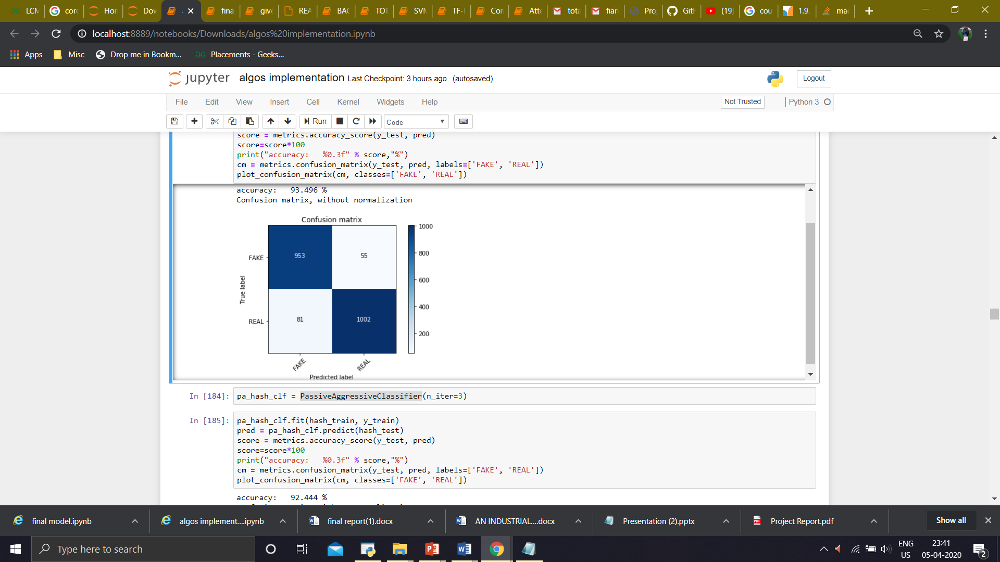 LCM
cord
Hor
Dov
fina
give
REA
BAC
TOT
SVM
TF-I
Cor
Atte
tota
fian
Proj
Gitl
(19)
cou
1.9.
mac
localhost:8889/notebooks/Downloads/algos%20implementation.ipynb
Apps
Misc
Drop me in Bookm...
Placements - Geeks...
jupyter
algos implementation Last Checkpoint: 3 hours ago (autosaved)
Logout
File Edit View Insert Cell Kernel Widgets Help
Not Trusted
Python 3
Run
Code
score = metrics.accuracy_score(y_test, pred)
score=score*100
print("accuracy:   %0.3f" % score,"%")
cm = metrics.confusion_matrix(y_test, pred, labels=['FAKE', 'REAL'])
plot_confusion_matrix(cm, classes=['FAKE', 'REAL'])
accuracy:   93.496 %
Confusion matrix, without normalization
Confusion matrix
1000
800
600
400
200
FAKE
953
55
True label
REAL
81
1002
FAKE
REAL
Predicted label
In [184]: pa_hash_clf = PassiveAggressiveClassifier(n_iter=3)
In [185]: pa_hash_clf.fit(hash_train, y_train)
pred = pa_hash_clf.predict(hash_test)
score = metrics.accuracy_score(y_test, pred)
score=score*100
print("accuracy:   %0.3f" % score,"%")
cm = metrics.confusion_matrix(y_test, pred, labels=['FAKE', 'REAL'])
plot_confusion_matrix(cm, classes=['FAKE', 'REAL'])
accuracy:   92.444 %
final model.ipynb
algos implement....ipynb
final report(1).docx
AN INDUSTRIAL....docx
Presentation (2).pptx
Project Report.pdf
Show all
Type here to search
ENG
US
23:41
05-04-2020
2